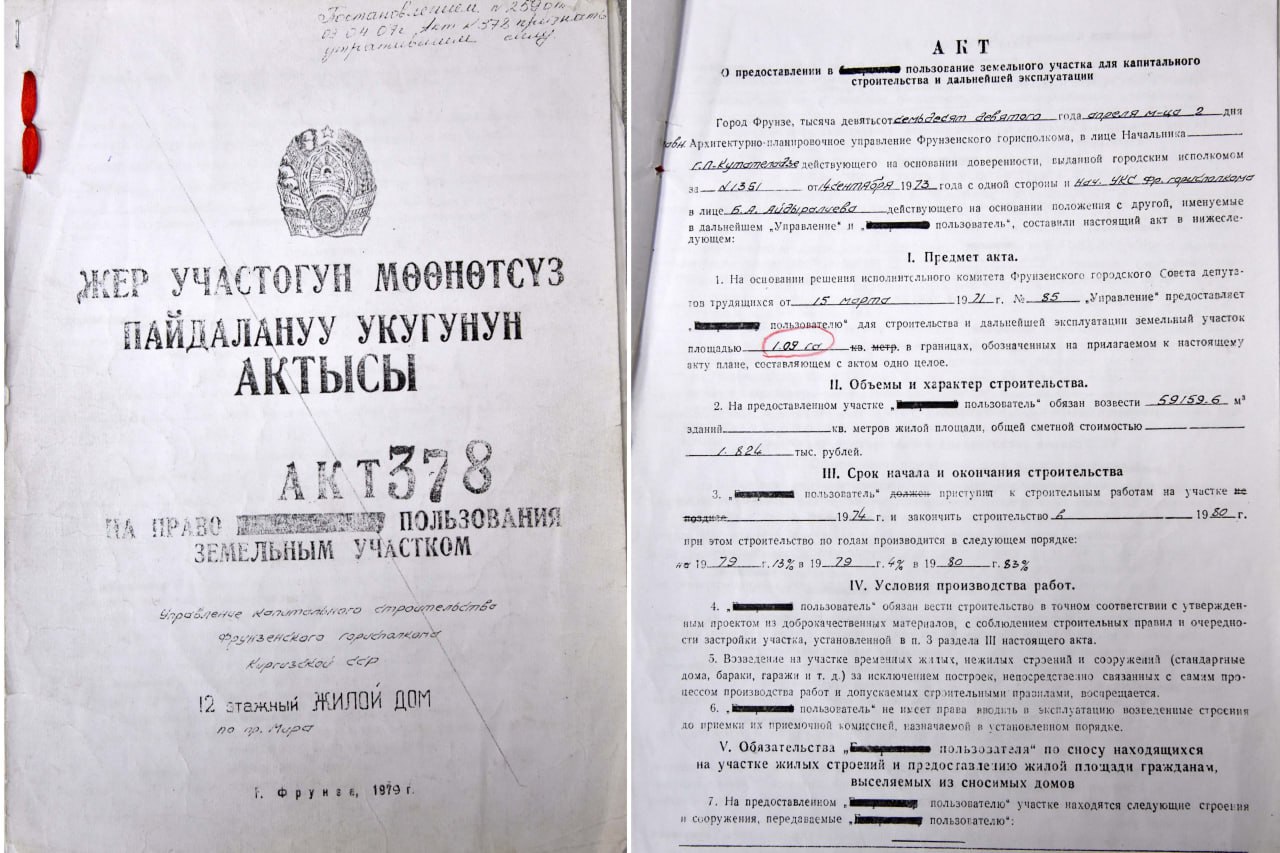 Постановлением №259 от
03.04.07г. Акт №378 признать
утратившем силу.
ЖЕР УЧАСТОГУН МӨӨНӨТСҮЗ
ПАЙДАЛАНУУ УКУГУНУН
АКТЫСЫ
АКТ 378
НА ПРАВО ПОЛЬЗОВАНИЯ
ЗЕМЕЛЬНЫМ УЧАСТКОМ
Управление капитального строительства
Фрунзенского горисполкома
Киргизской ССР
12 этажный ЖИЛОЙ ДОМ
по пр. Мира
Г. Фрунзе, 1979 г.
АКТ
О предоставлении в пользование земельного участка для капитального
строительства и дальнейшей эксплуатации
Город Фрунзе, тысяча девятьсот семьдесят девятого года апреля м-ца 2 дня
Архитектурно-планировочное управление Фрунзенского горисполкома, в лице Начальника
Г.П. Кутателадзе действующего на основании доверенности, выданной городским исполкомом
за №1351 от 14 сентября 1973 года с одной стороны и Нач. УКС Фр. горисполкома
в лице Б.А. Айдыралиева действующего на основании положения с другой, именуемые
в дальнейшем „Управление" и „ пользователь", составили настоящий акт в нижесле-
дующем:
I. Предмет акта.
1. На основании решения исполнительного комитета Фрунзенского городского Совета депута-
тов трудящихся от 15 марта 1971 г. № 85 „Управление" предоставляет
„ пользователю" для строительства и дальнейшей эксплуатации земельный участок
площадью 1.09 га кв. метр. в границах, обозначенных на прилагаемом к настоящему
акту плане, составляющем с актом одно целое.
II. Объемы и характер строительства.
2. На предоставленном участке „ пользователь" обязан возвести 59159.6 м³
зданий кв. метров жилой площади, общей сметной стоимостью
1.824 тыс. рублей.
III. Срок начала и окончания строительства
3. „ пользователь" должен приступил к строительным работам на участке не
позднее 1974 г. и закончить строительство в 1980 г.
при этом строительство по годам производится в следующем порядке:
на 1979 г. 13% в 1979 г. 4% в 1980 г. 83%
IV. Условия производства работ.
4. „ пользователь" обязан вести строительство в точном соответствии с утвержден-
ным проектом из доброкачественных материалов, с соблюдением строительных правил и очередно-
сти застройки участка, установленной в п. 3 раздела III настоящего акта.
5. Возведение на участке временных жилых, нежилых строений и сооружений (стандартные
дома, бараки, гаражи и т. д.) за исключением построек, непосредственно связанных с самим про-
цессом производства работ и допускаемых строительными правилами, воспрещается.
6. „ пользователь" не имеет права вводить в эксплуатацию возведенные строения
до приемки их приемочной комиссией, назначаемой в установленном порядке.
V. Обязательства „ пользователя" по сносу находящихся
на участке жилых строений и предоставлению жилой площади гражданам,
выселяемых из сносимых домов
7. На предоставленном „ пользователю" участке находятся следующие строения
и сооружения, передаваемые „ пользователю":